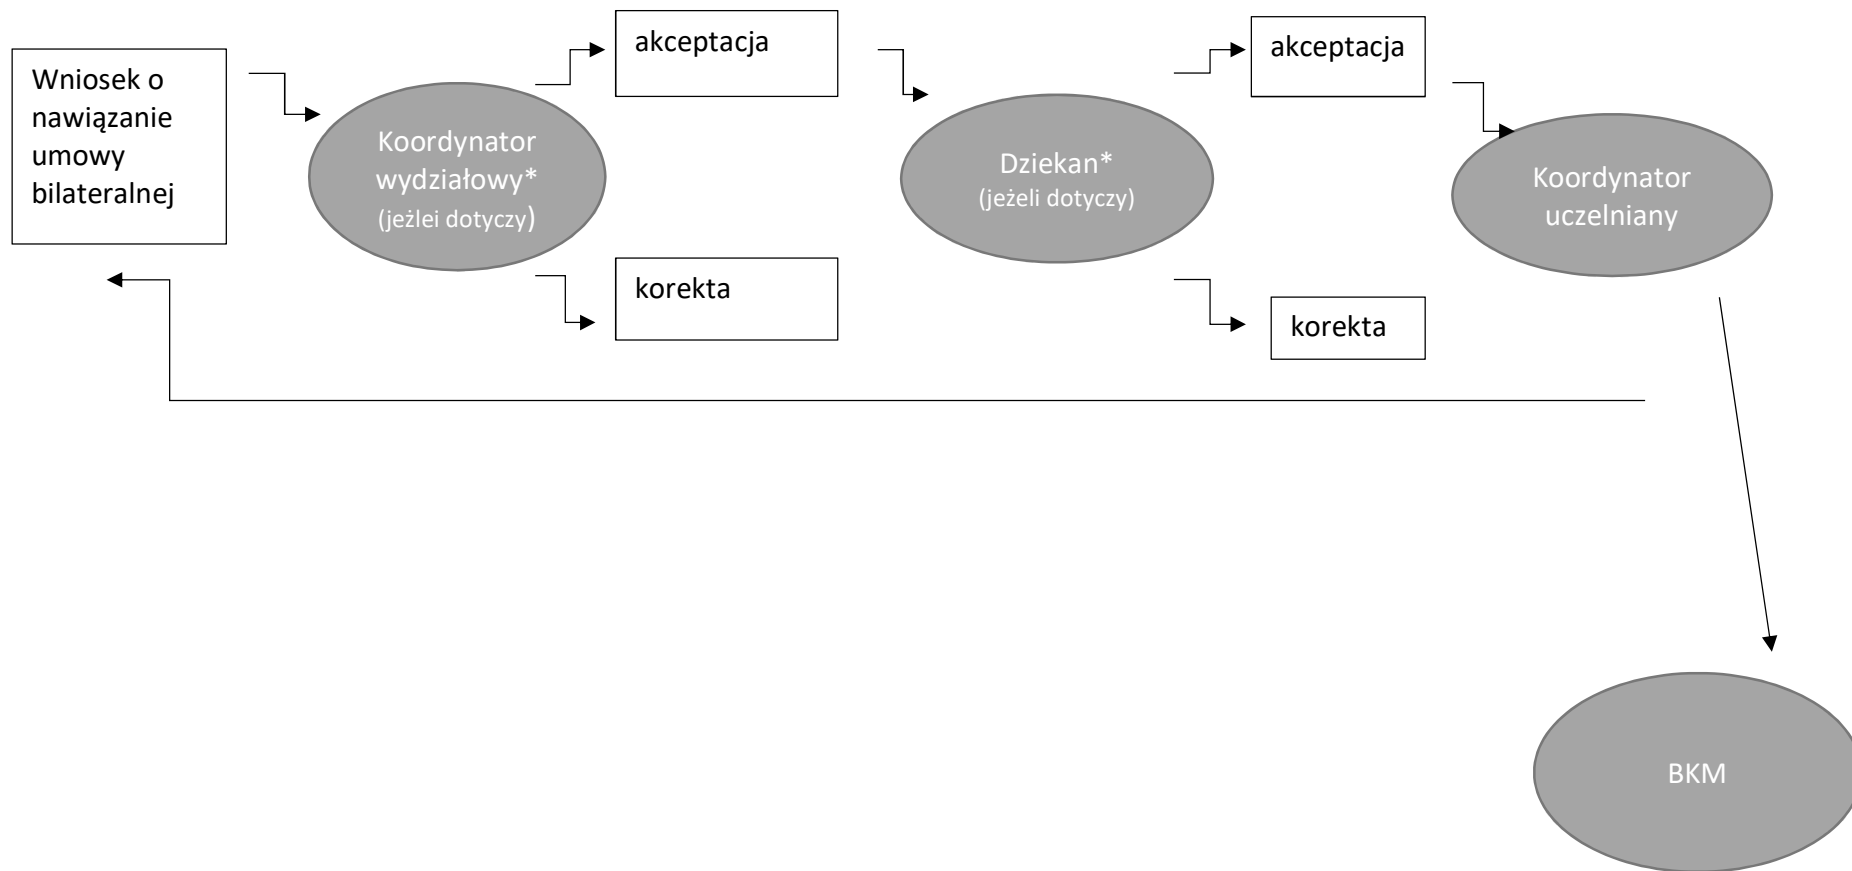 Wniosek o
nawiązanie
umowy
bilateralnej
Koordynator
wydziałowy*
(jeżlei dotyczy)
akceptacja
korekta
Dziekan*
(jeżeli dotyczy)
akceptacja
korekta
Koordynator
uczelniany
BKM